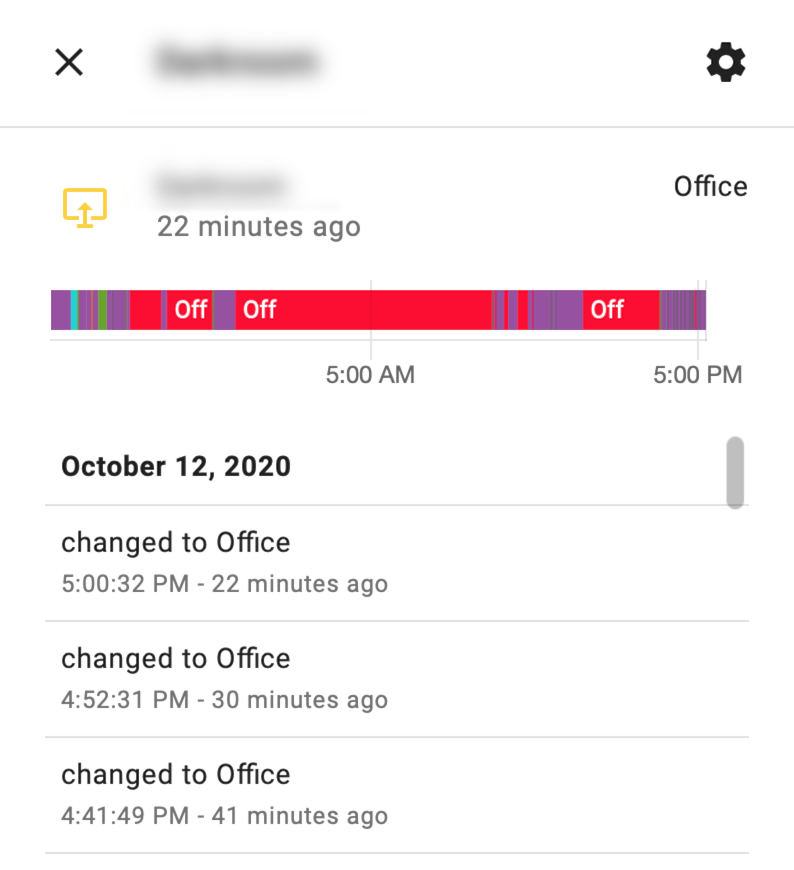 Office
22 minutes ago
Off Off Off
5:00 AM 5:00 PM
October 12, 2020
changed to Office
5:00:32 PM - 22 minutes ago
changed to Office
4:52:31 PM - 30 minutes ago
changed to Office
4:41:49 PM - 41 minutes ago